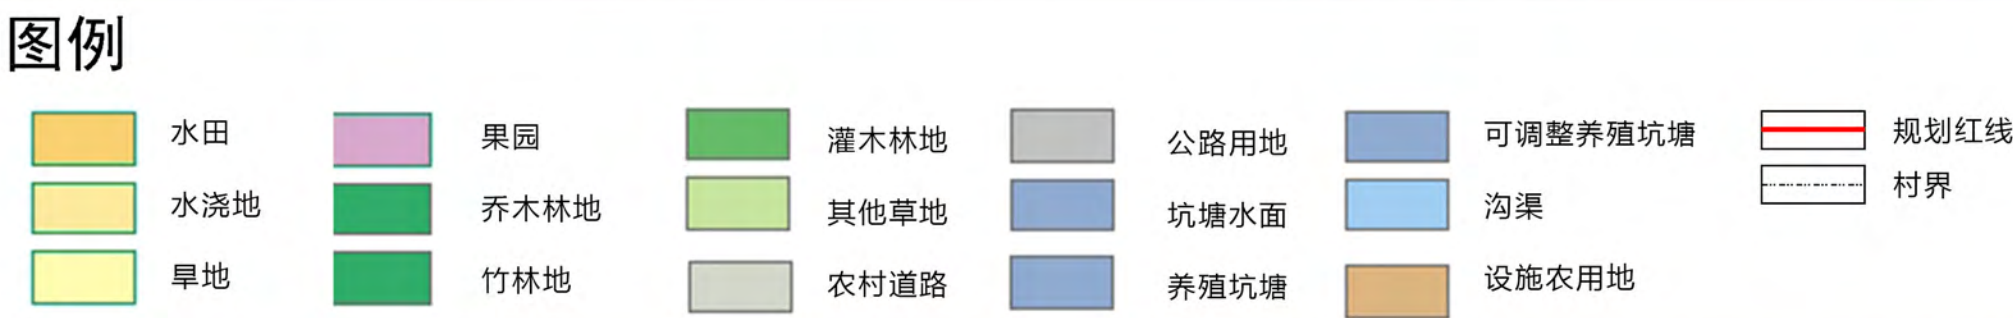 图例
水田
果园
灌木林地
公路用地
可调整养殖坑塘
规划红线
水浇地
乔木林地
其他草地
坑塘水面
沟渠
村界
旱地
竹林地
农村道路
养殖坑塘
设施农用地